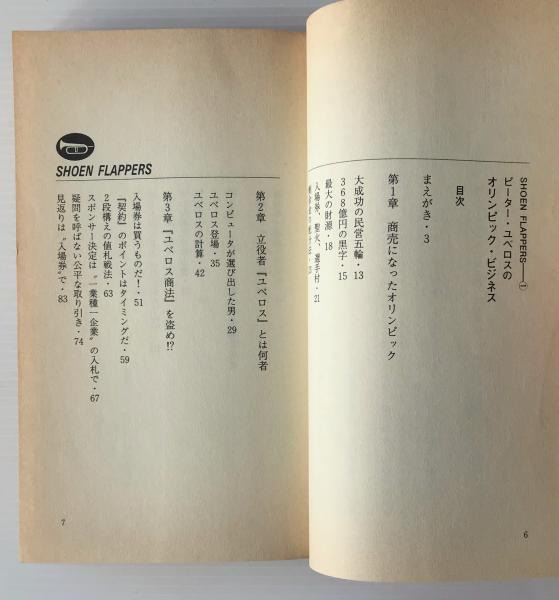 SHOEN FLAPPERS——①
ピーター・ユベロスの
オリンピック・ビジネス
目次
まえがき・3
第1章 商売になったオリンピック
大成功の民営五輪・13
368億円の黒字・15
最大の財源・18
入場券、聖火、選手村・21
6
第2章 立役者『ユベロス』とは何者
コンピュータが選び出した男・29
ユベロス登場・35
ユベロスの計算・42
第3章 『ユベロス商法』を盗め!?
入場券は買うものだ!・51
『契約』のポイントはタイミングだ・59
2段構えの値札戦法・63
スポンサー決定は〝一業種一企業〟の入札で・67
疑問を呼ばない公平な取り引き・74
見返りは〝入場券〟で・83
SHOEN FLAPPERS
7